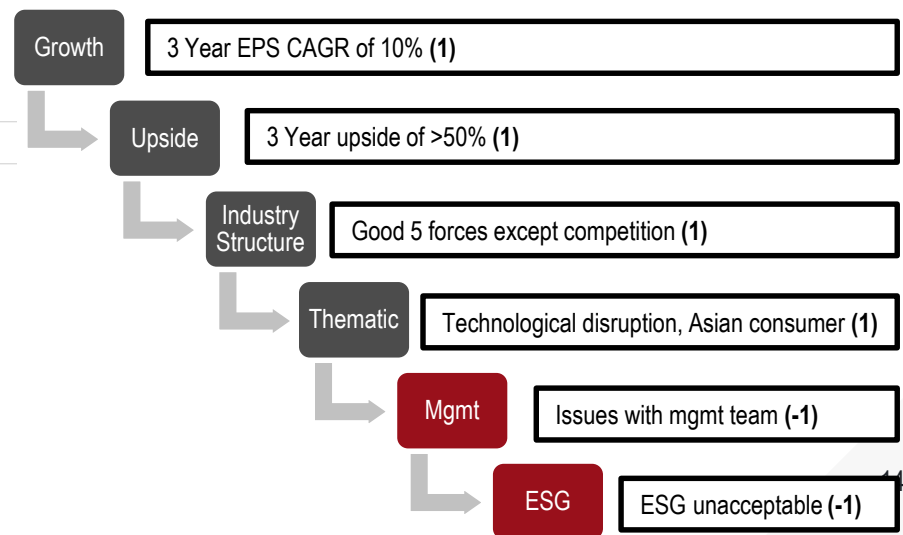 Growth
3 Year EPS CAGR of 10% (1)
Upside
3 Year upside of >50% (1)
Industry
Structure
Good 5 forces except competition (1)
Thematic
Technological disruption, Asian consumer (1)
Mgmt
Issues with mgmt team (-1)
ESG
ESG unacceptable (-1)